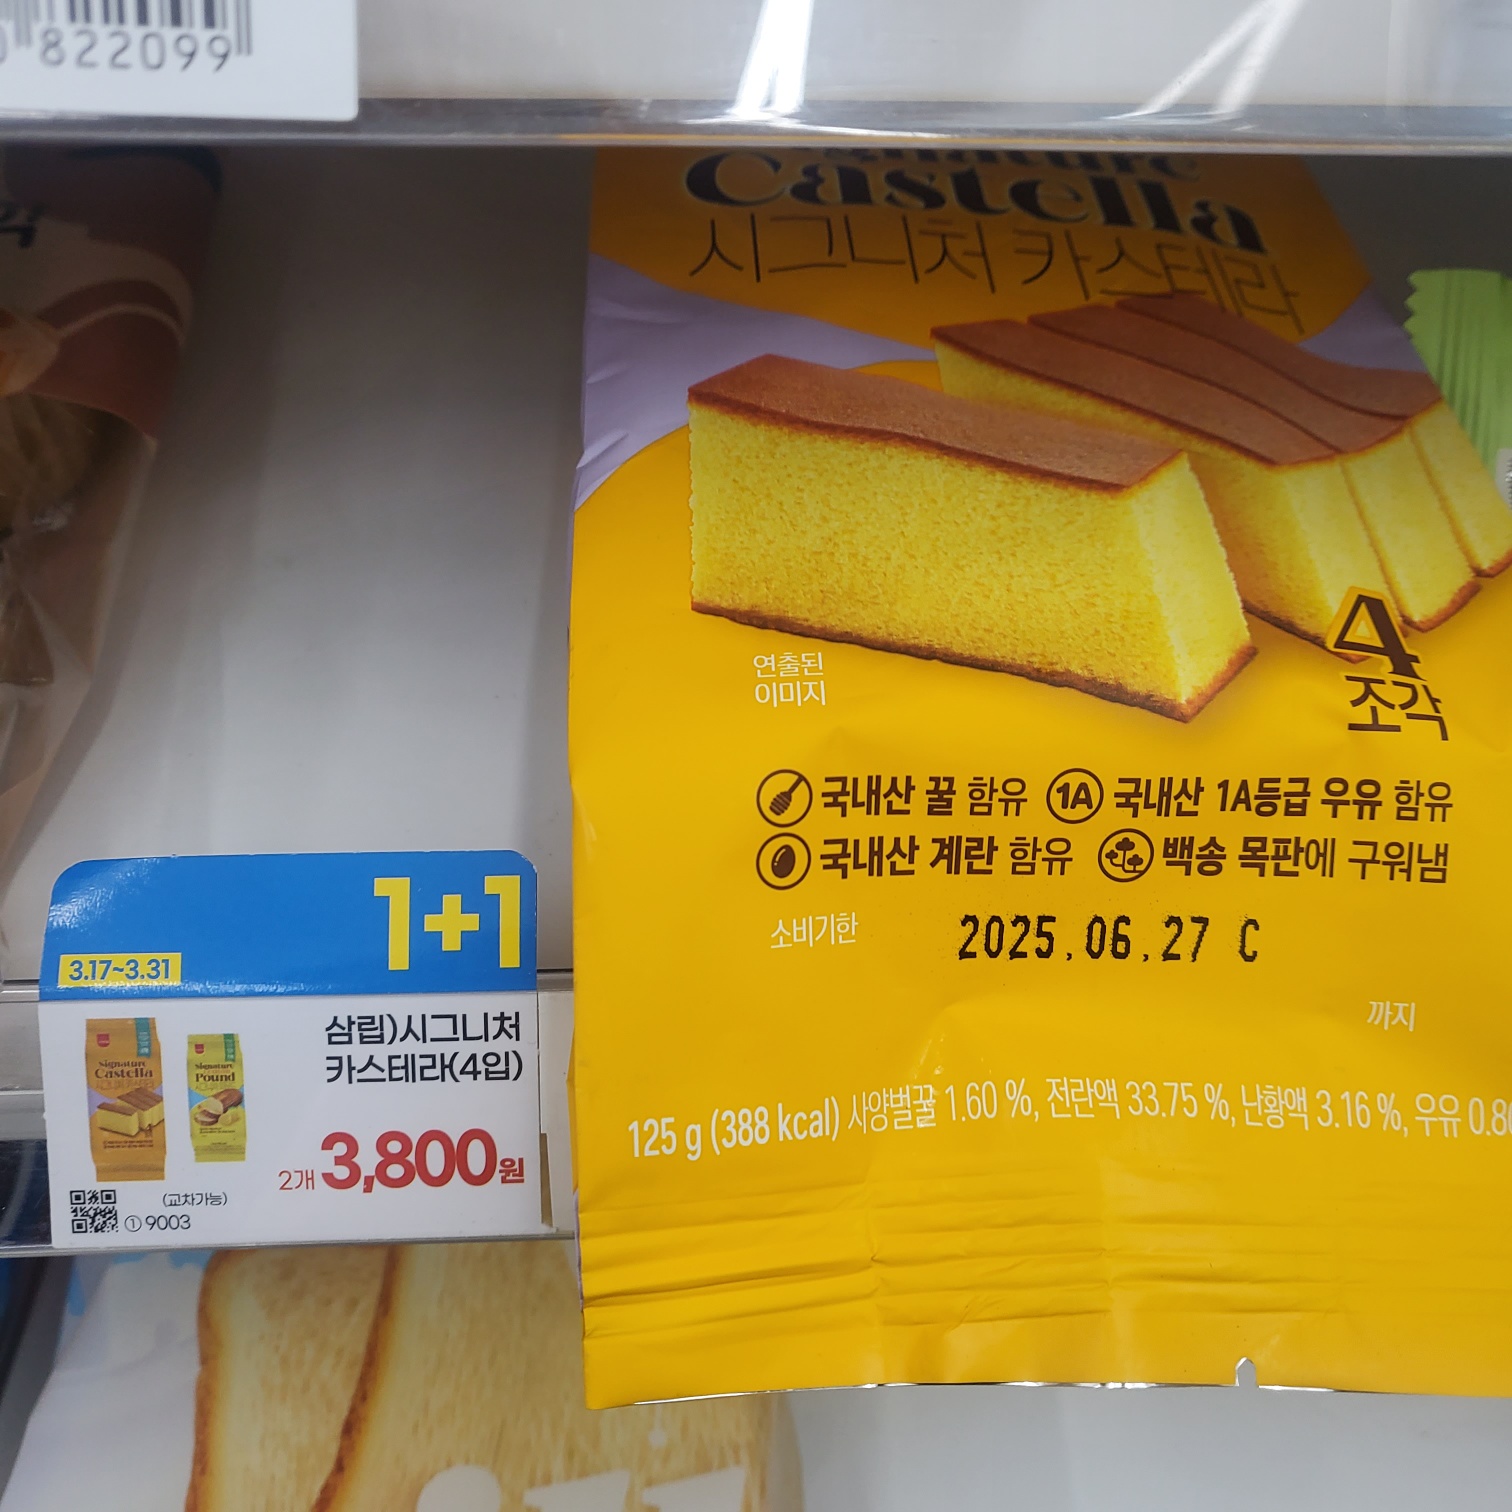 822099
Castella
시그니처 카스테라
4
조각
연출된
이미지
국내산 꿀 함유 1A 국내산 1A등급 우유 함유
국내산 계란 함유 백송 목판에 구워냄
소비기한 2025.06.27 C
까지
125 g (388 kcal) 사양벌꿀 1.60 %, 전란액 33.75 %, 난황액 3.16 %, 우유
1+1
3.17~3.31
삼립)시그니처
카스테라(4입)
Signature
Castella
Signature
Pound
2개 3,800원
(교차가능)
① 9003